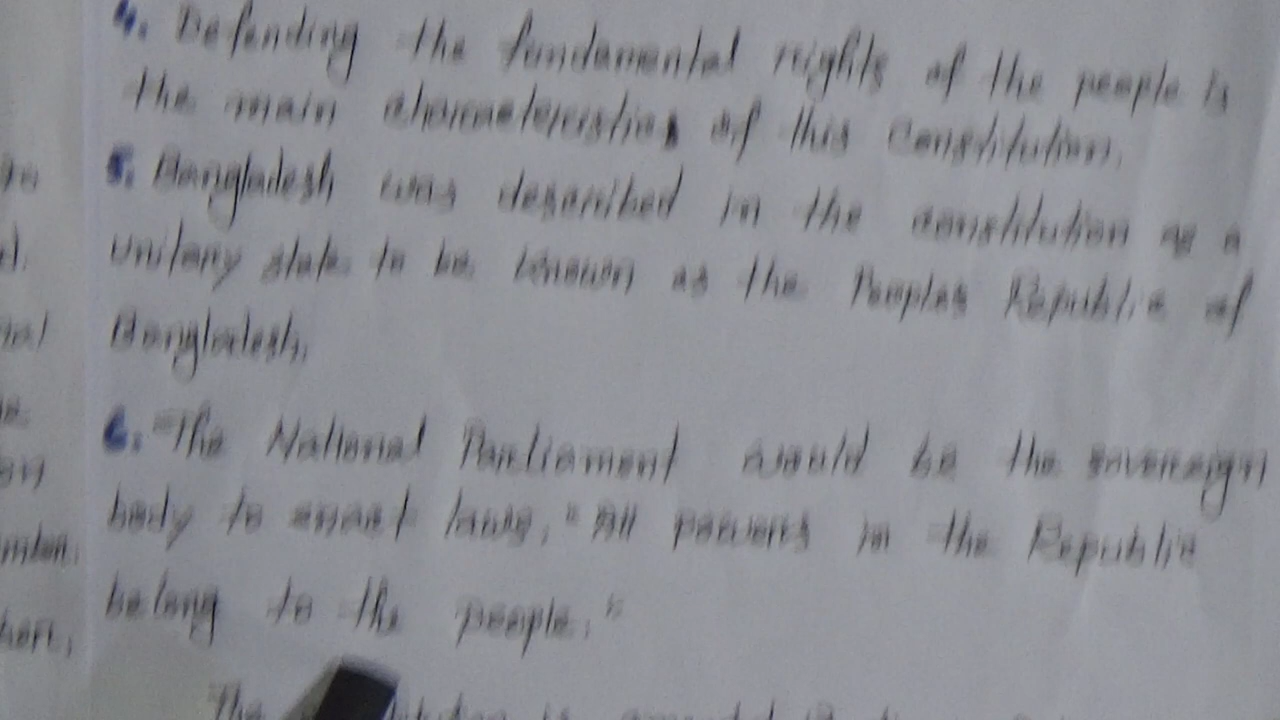 4. Defending the fundamental rights of the people is
the main characteristics of this Constitution.
5. Bangladesh was described in the constitution as a
unitary state to be known as the Peoples Republic of
Bangladesh.
6. The National Parliament would be the sovereign
body to enact laws, "All powers in the Republic
belong to the people."
The is